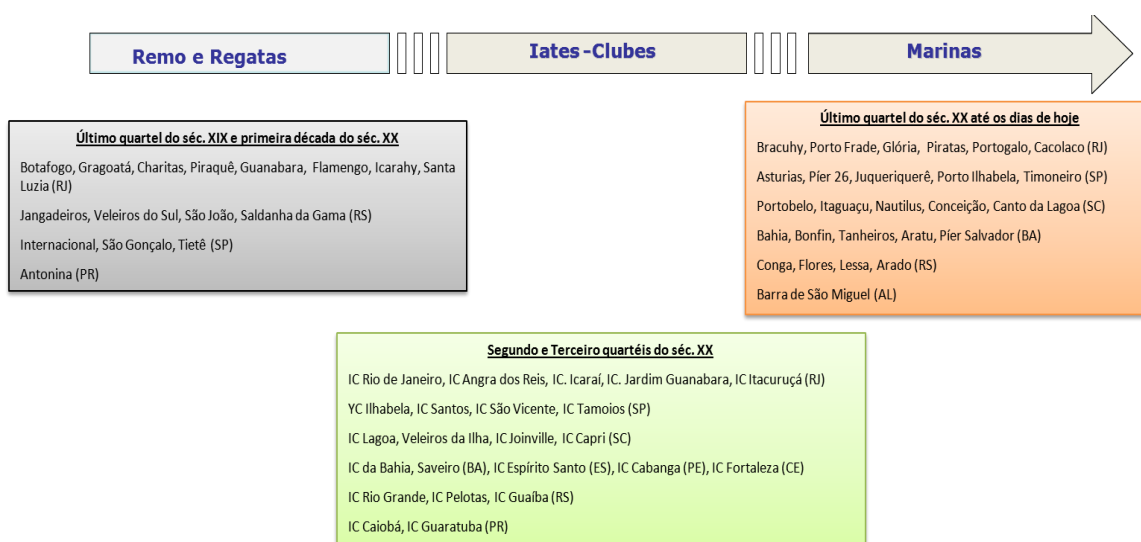 Remo e Regatas
Iates-Clubes
Marinas
Último quartel do séc. XIX e primeira década do séc. XX
Botafogo, Gragoatá, Charitas, Piraquê, Guanabara, Flamengo, Icarahy, Santa
Luzia (RJ)
Jangadeiros, Veleiros do Sul, São João, Saldanha da Gama (RS)
Internacional, São Gonçalo, Tietê (SP)
Antonina (PR)
Último quartel do séc. XX até os dias de hoje
Bracuhy, Porto Frade, Glória, Piratas, Portogalo, Cacolaco (RJ)
Asturias, Píer 26, Juqueriquerê, Porto Ilhabela, Timoneiro (SP)
Portobelo, Itaguaçu, Nautilus, Conceição, Canto da Lagoa (SC)
Bahia, Bonfin, Tanheiros, Aratu, Píer Salvador (BA)
Conga, Flores, Lessa, Arado (RS)
Barra de São Miguel (AL)
Segundo e Terceiro quartéis do séc. XX
IC Rio de Janeiro, IC Angra dos Reis, IC. Icaraí, IC. Jardim Guanabara, IC Itacuruçá (RJ)
YC Ilhabela, IC Santos, IC São Vicente, IC Tamoios (SP)
IC Lagoa, Veleiros da Ilha, IC Joinville, IC Capri (SC)
IC da Bahia, Saveiro (BA), IC Espírito Santo (ES), IC Cabanga (PE), IC Fortaleza (CE)
IC Rio Grande, IC Pelotas, IC Guaíba (RS)
IC Caiobá, IC Guaratuba (PR)